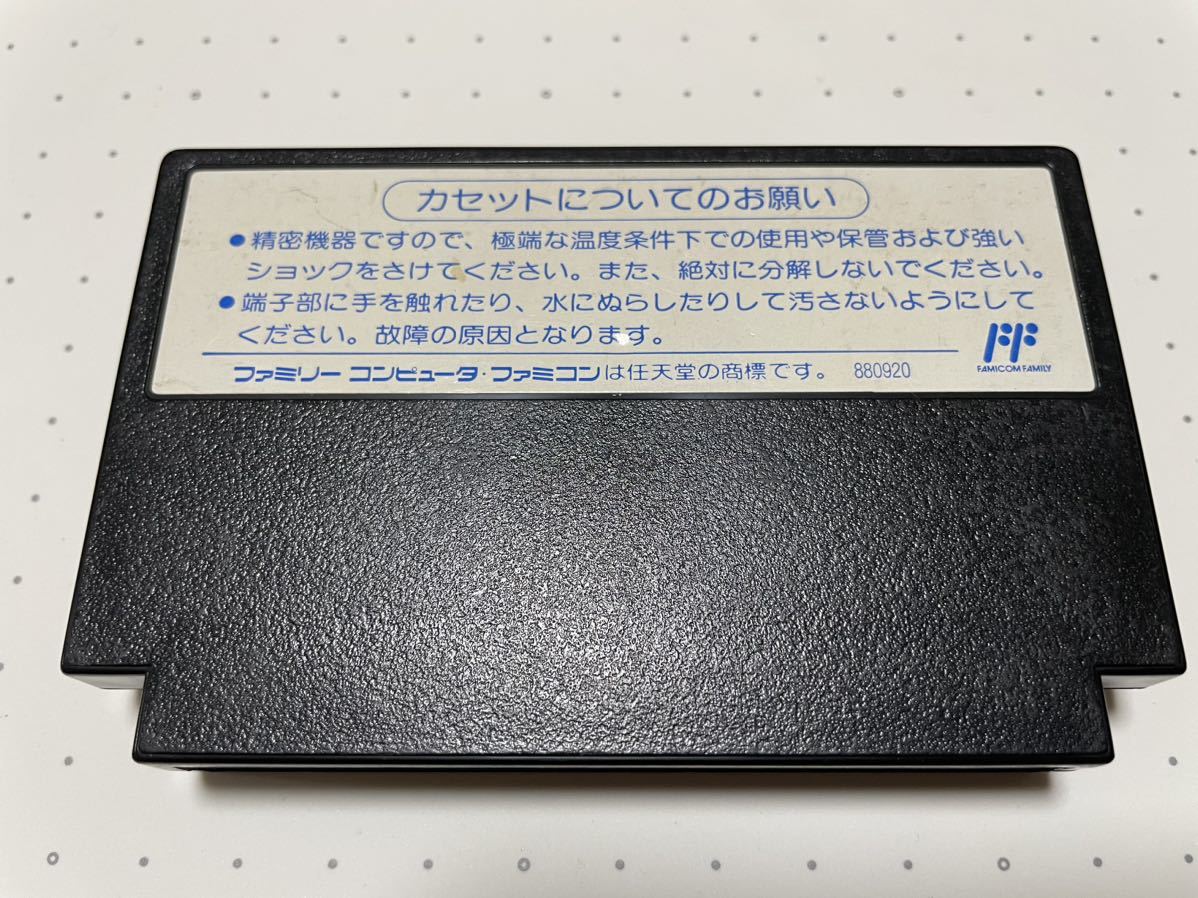 カセットについてのお願い
●精密機器ですので、極端な温度条件下での使用や保管および強い
ショックをさけてください。また、絶対に分解しないでください。
●端子部に手を触れたり、水にぬらしたりして汚さないようにして
ください。故障の原因となります。
ファミリー コンピュータ・ファミコンは任天堂の商標です。 880920
FF
FAMICOM FAMILY